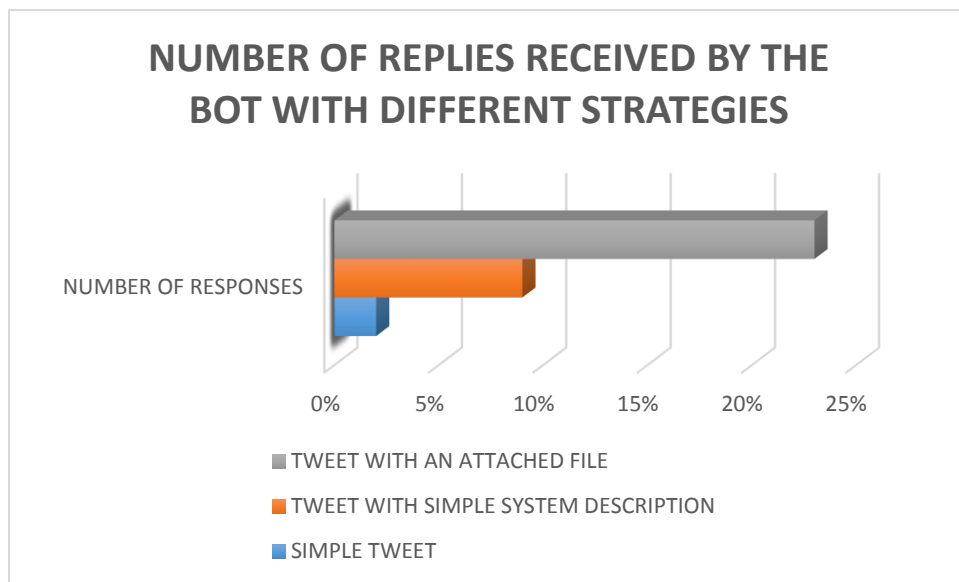 NUMBER OF REPLIES RECEIVED BY THE
BOT WITH DIFFERENT STRATEGIES
NUMBER OF RESPONSES
0% 5% 10% 15% 20% 25%
TWEET WITH AN ATTACHED FILE
TWEET WITH SIMPLE SYSTEM DESCRIPTION
SIMPLE TWEET